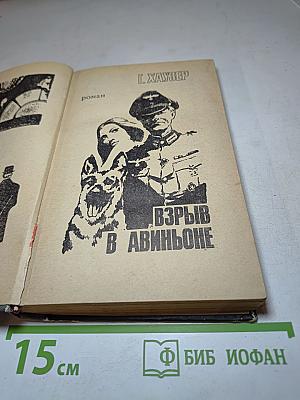 Г. ХАУЗЕР
роман
ВЗРЫВ
В АВИНЬОНЕ
15 см
Ф БИБ ИОФАН